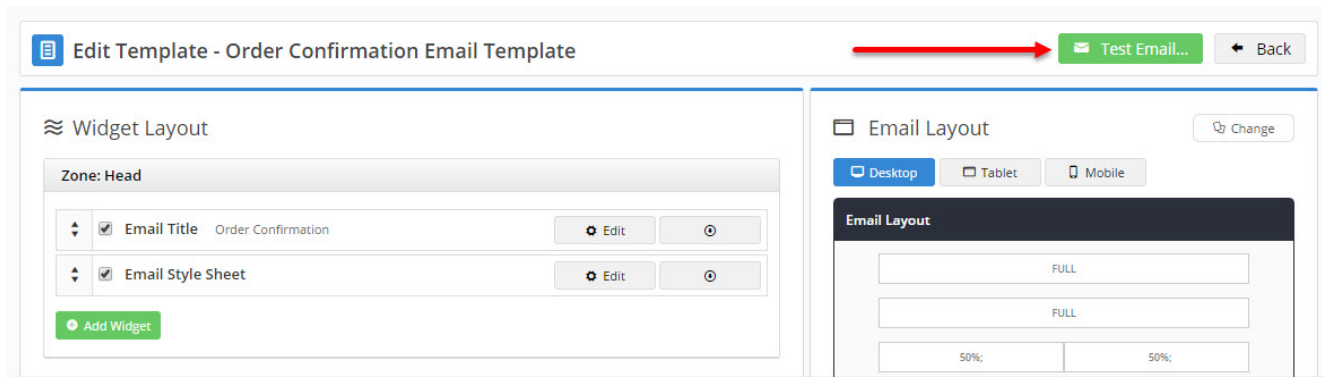 Edit Template - Order Confirmation Email Template
Test Email...
Back
Widget Layout
Zone: Head
Email Title Order Confirmation
Edit
Email Style Sheet
Edit
Add Widget
Email Layout
Change
Desktop
Tablet
Mobile
Email Layout
FULL
FULL
50%; 50%;